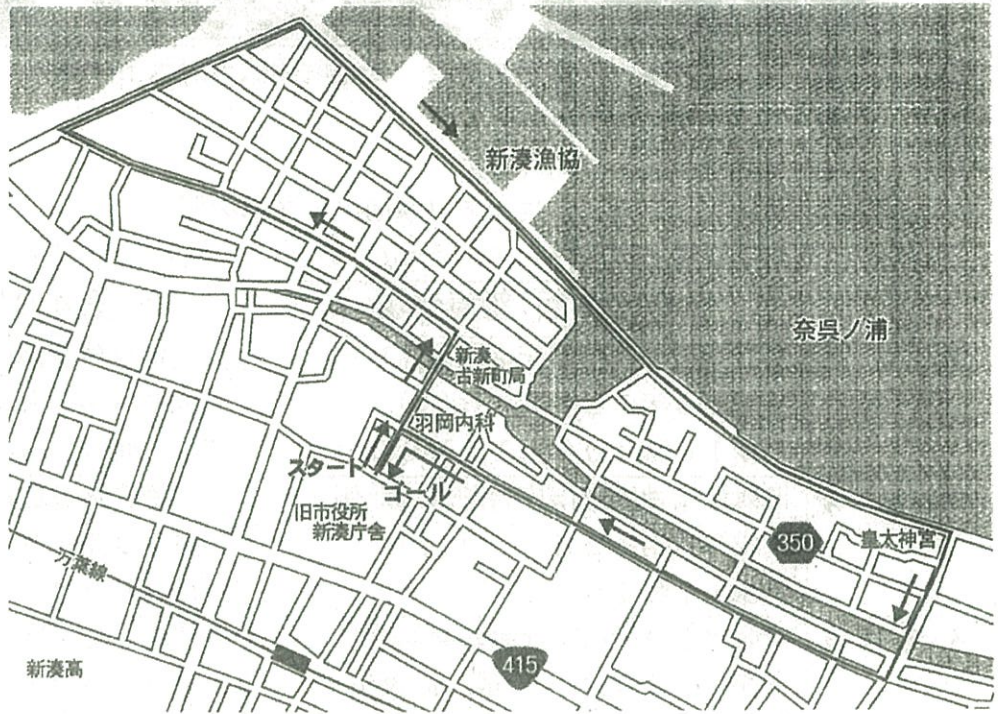 新湊漁協
奈呉ノ浦
新湊
古新町局
羽岡内科
スタート
ゴール
旧市役所
新湊庁舎
350
皇太神宮
万葉線
415
新湊高